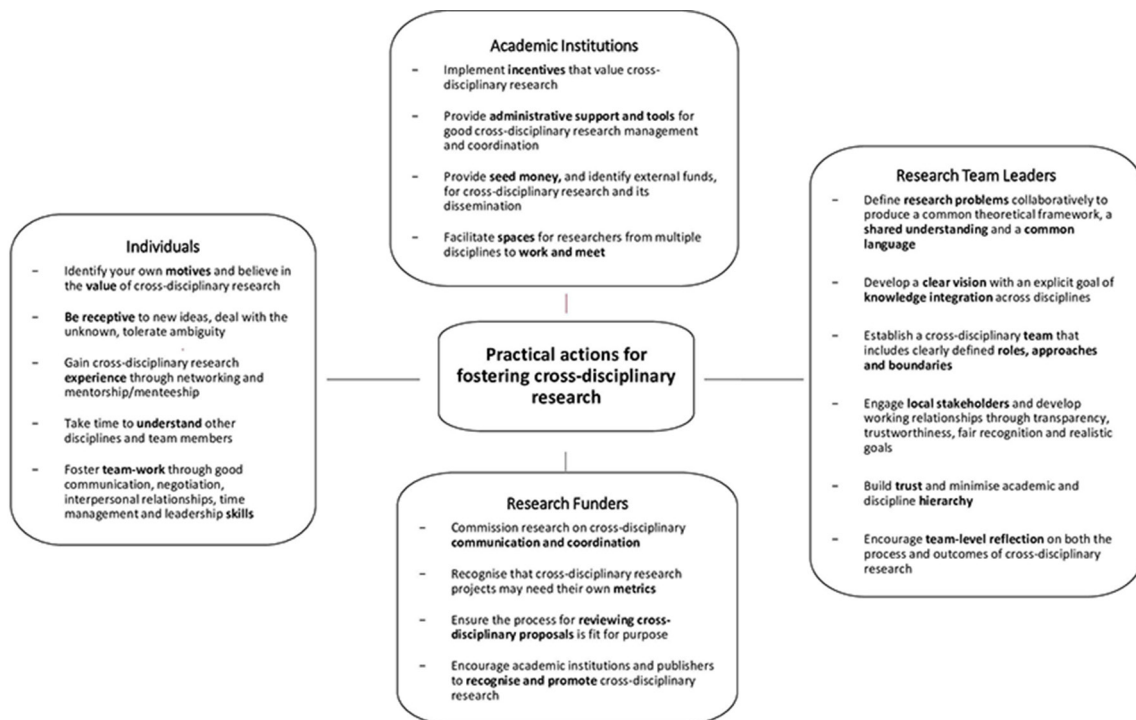 Academic Institutions
– Implement incentives that value cross-
disciplinary research
– Provide administrative support and tools for
good cross-disciplinary research management
and coordination
– Provide seed money, and identify external funds,
for cross-disciplinary research and its
dissemination
– Facilitate spaces for researchers from multiple
disciplines to work and meet
Individuals
– Identify your own motives and believe in
the value of cross-disciplinary research
– Be receptive to new ideas, deal with the
unknown, tolerate ambiguity
– Gain cross-disciplinary research
experience through networking and
mentorship/menteeship
– Take time to understand other
disciplines and team members
– Foster team-work through good
communication, negotiation,
interpersonal relationships, time
management and leadership skills
Practical actions for
fostering cross-disciplinary
research
Research Team Leaders
– Define research problems collaboratively to
produce a common theoretical framework, a
shared understanding and a common
language
– Develop a clear vision with an explicit goal of
knowledge integration across disciplines
– Establish a cross-disciplinary team that
includes clearly defined roles, approaches
and boundaries
– Engage local stakeholders and develop
working relationships through transparency,
trustworthiness, fair recognition and realistic
goals
– Build trust and minimise academic and
discipline hierarchy
– Encourage team-level reflection on both the
process and outcomes of cross-disciplinary
research
Research Funders
– Commission research on cross-disciplinary
communication and coordination
– Recognise that cross-disciplinary research
projects may need their own metrics
– Ensure the process for reviewing cross-
disciplinary proposals is fit for purpose
– Encourage academic institutions and publishers
to recognise and promote cross-disciplinary
research